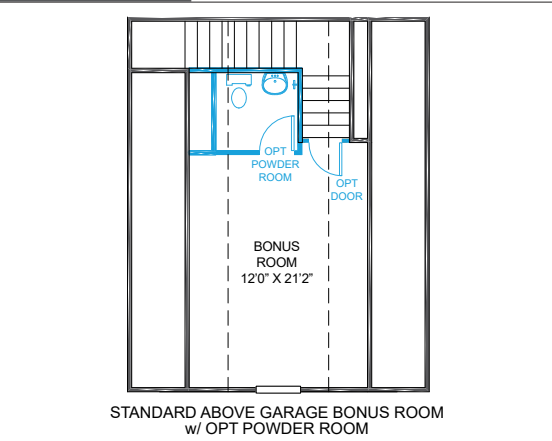 OPT
POWDER
ROOM
OPT
DOOR
BONUS
ROOM
12'0" X 21'2"
STANDARD ABOVE GARAGE BONUS ROOM
w/ OPT POWDER ROOM